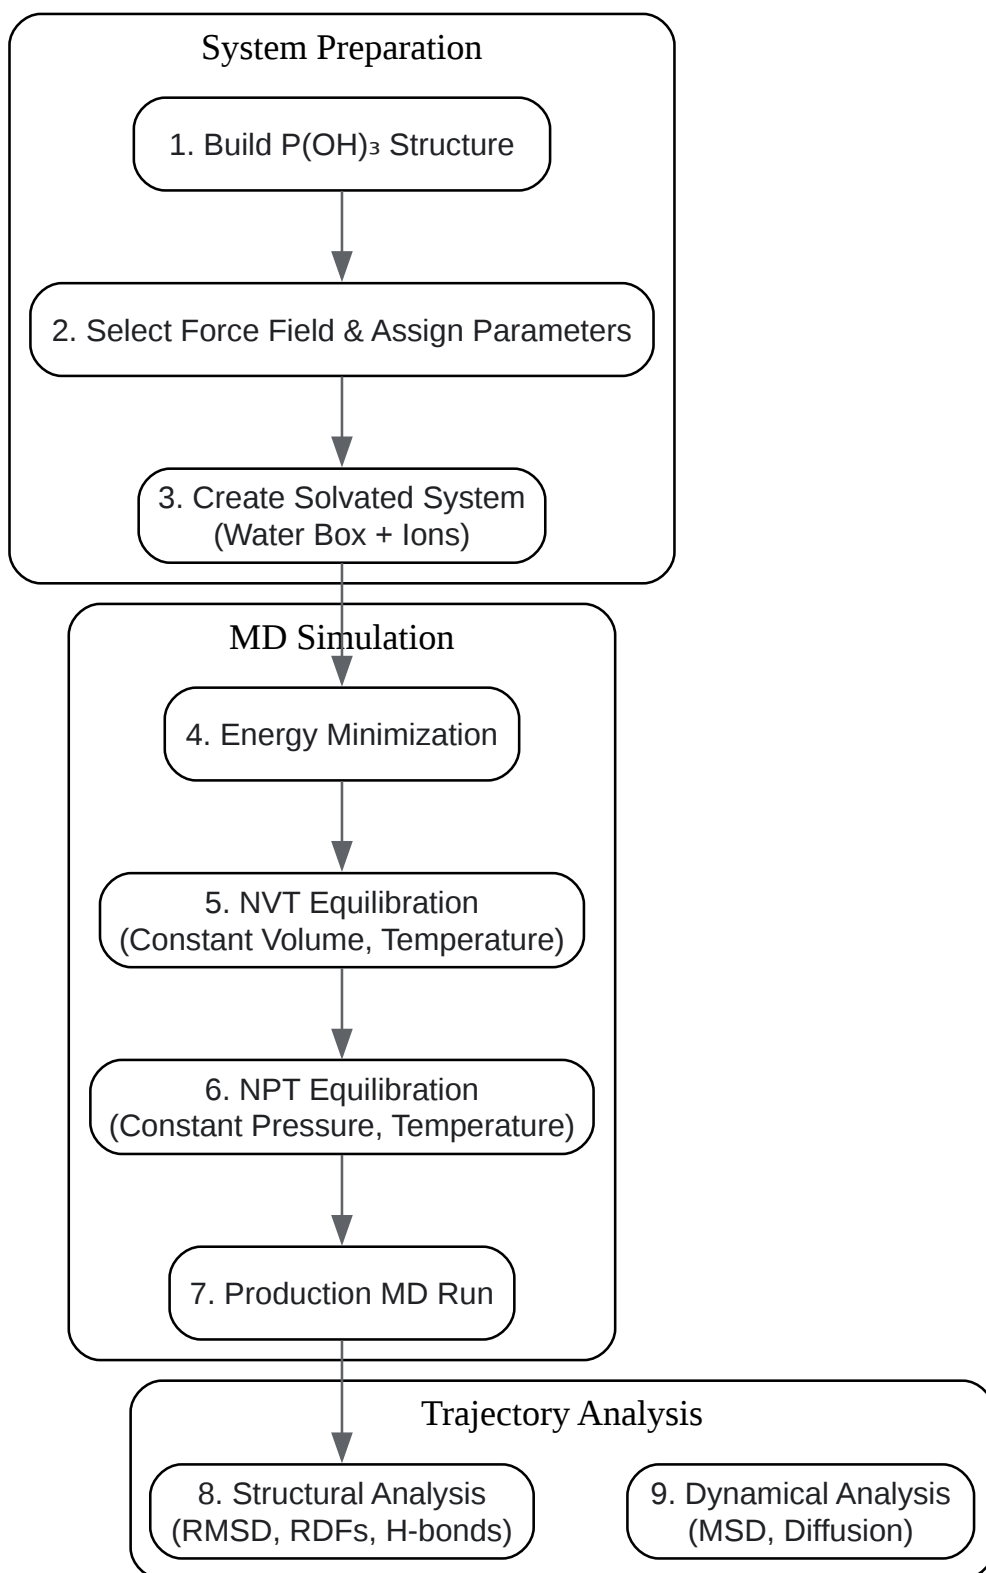 System Preparation
1. Build P(OH)₃ Structure
2. Select Force Field & Assign Parameters
3. Create Solvated System
(Water Box + Ions)
MD Simulation
4. Energy Minimization
5. NVT Equilibration
(Constant Volume, Temperature)
6. NPT Equilibration
(Constant Pressure, Temperature)
7. Production MD Run
Trajectory Analysis
8. Structural Analysis
(RMSD, RDFs, H-bonds)
9. Dynamical Analysis
(MSD, Diffusion)